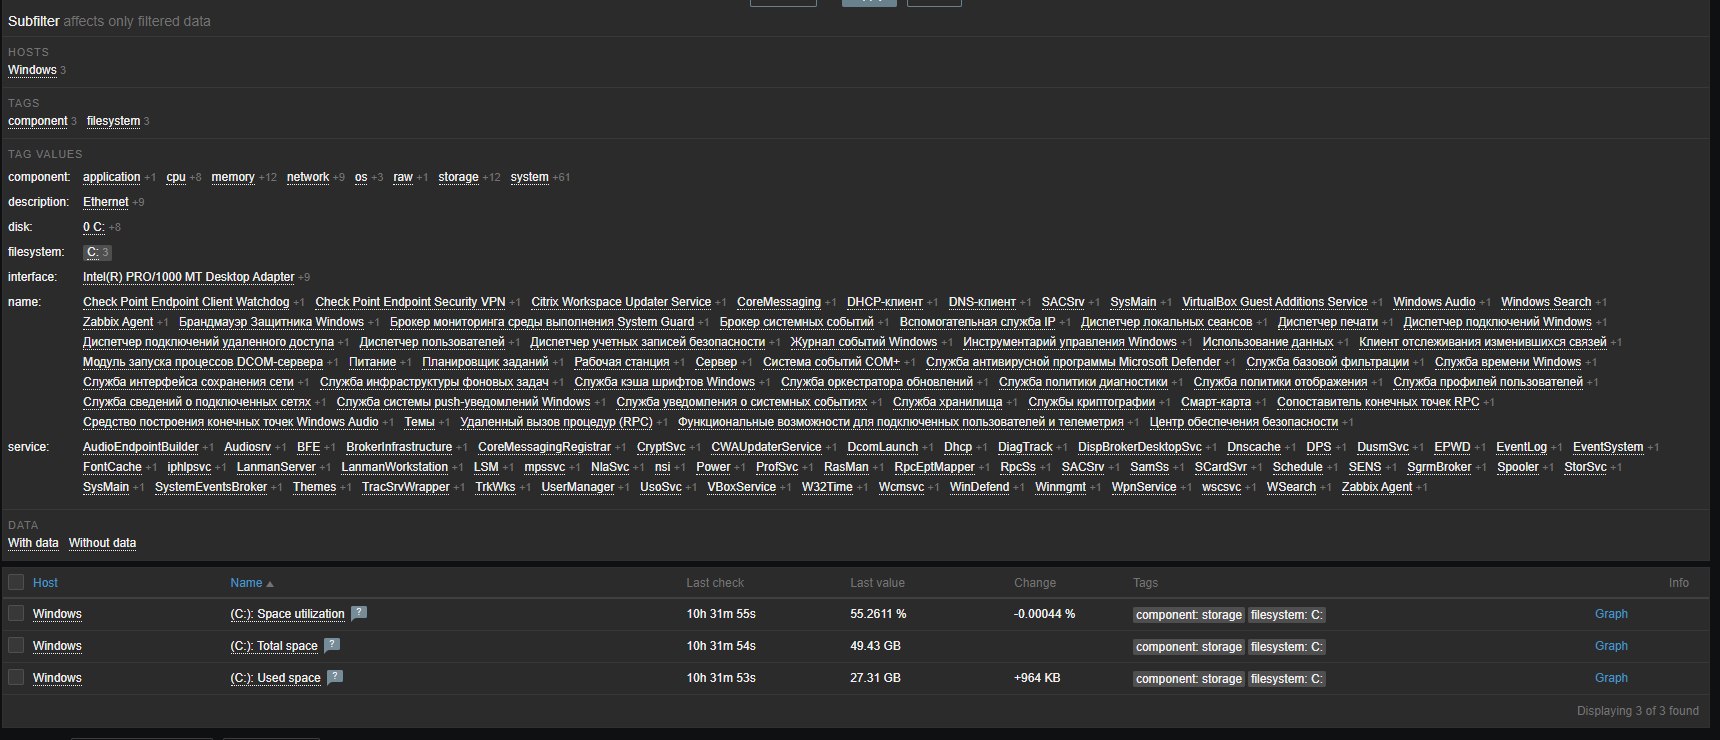 Subfilter affects only filtered data
HOSTS
Windows 3
TAGS
component 3 filesystem 3
TAG VALUES
component: application +1 cpu +8 memory +12 network +9 os +3 raw +1 storage +12 system +61
description: Ethernet +9
disk: 0 C: +8
filesystem: C: 3
interface: Intel(R) PRO/1000 MT Desktop Adapter +9
name: Check Point Endpoint Client Watchdog +1 Check Point Endpoint Security VPN +1 Citrix Workspace Updater Service +1 CoreMessaging +1 DHCP-клиент +1 DNS-клиент +1 SACSrv +1 SysMain +1 VirtualBox Guest Additions Service +1 Windows Audio +1 Windows Search +1
Zabbix Agent +1 Брандмауэр Защитника Windows +1 Брокер мониторинга среды выполнения System Guard +1 Брокер системных событий +1 Вспомогательная служба IP +1 Диспетчер локальных сеансов +1 Диспетчер печати +1 Диспетчер подключений Windows +1
Диспетчер подключений удаленного доступа +1 Диспетчер пользователей +1 Диспетчер учетных записей безопасности +1 Журнал событий Windows +1 Инструментарий управления Windows +1 Использование данных +1 Клиент отслеживания изменившихся связей +1
Модуль запуска процессов DCOM-сервера +1 Питание +1 Планировщик заданий +1 Рабочая станция +1 Сервер +1 Система событий COM+ +1 Служба антивирусной программы Microsoft Defender +1 Служба базовой фильтрации +1 Служба времени Windows +1
Служба интерфейса сохранения сети +1 Служба инфраструктуры фоновых задач +1 Служба кэша шрифтов Windows +1 Служба оркестратора обновлений +1 Служба политики диагностики +1 Служба политики отображения +1 Служба профилей пользователей +1
Служба сведений о подключенных сетях +1 Служба системы push-уведомлений Windows +1 Служба уведомления о системных событиях +1 Служба хранилища +1 Службы криптографии +1 Смарт-карта +1 Сопоставитель конечных точек RPC +1
Средство построения конечных точек Windows Audio +1 Темы +1 Удаленный вызов процедур (RPC) +1 Функциональные возможности для подключенных пользователей и телеметрия +1 Центр обеспечения безопасности +1
service: AudioEndpointBuilder +1 Audiosrv +1 BFE +1 BrokerInfrastructure +1 CoreMessagingRegistrar +1 CryptSvc +1 CWAUpdaterService +1 DcomLaunch +1 Dhcp +1 DiagTrack +1 DispBrokerDesktopSvc +1 Dnscache +1 DPS +1 DusmSvc +1 EPWD +1 EventLog +1 EventSystem +1
FontCache +1 iphlpsvc +1 LanmanServer +1 LanmanWorkstation +1 LSM +1 mpssvc +1 NlaSvc +1 nsi +1 Power +1 ProfSvc +1 RasMan +1 RpcEptMapper +1 RpcSs +1 SACSrv +1 SamSs +1 SCardSvr +1 Schedule +1 SENS +1 SgrmBroker +1 Spooler +1 StorSvc +1
SysMain +1 SystemEventsBroker +1 Themes +1 TracSrvWrapper +1 TrkWks +1 UserManager +1 UsoSvc +1 VBoxService +1 W32Time +1 Wcmsvc +1 WinDefend +1 Winmgmt +1 WpnService +1 wscsvc +1 WSearch +1 Zabbix Agent +1
DATA
With data Without data
Host Name Last check Last value Change Tags Info
Windows (C:): Space utilization ? 10h 31m 55s 55.2611 % -0.00044 % component: storage filesystem: C: Graph
Windows (C:): Total space ? 10h 31m 54s 49.43 GB component: storage filesystem: C: Graph
Windows (C:): Used space ? 10h 31m 53s 27.31 GB +964 KB component: storage filesystem: C: Graph
Displaying 3 of 3 found